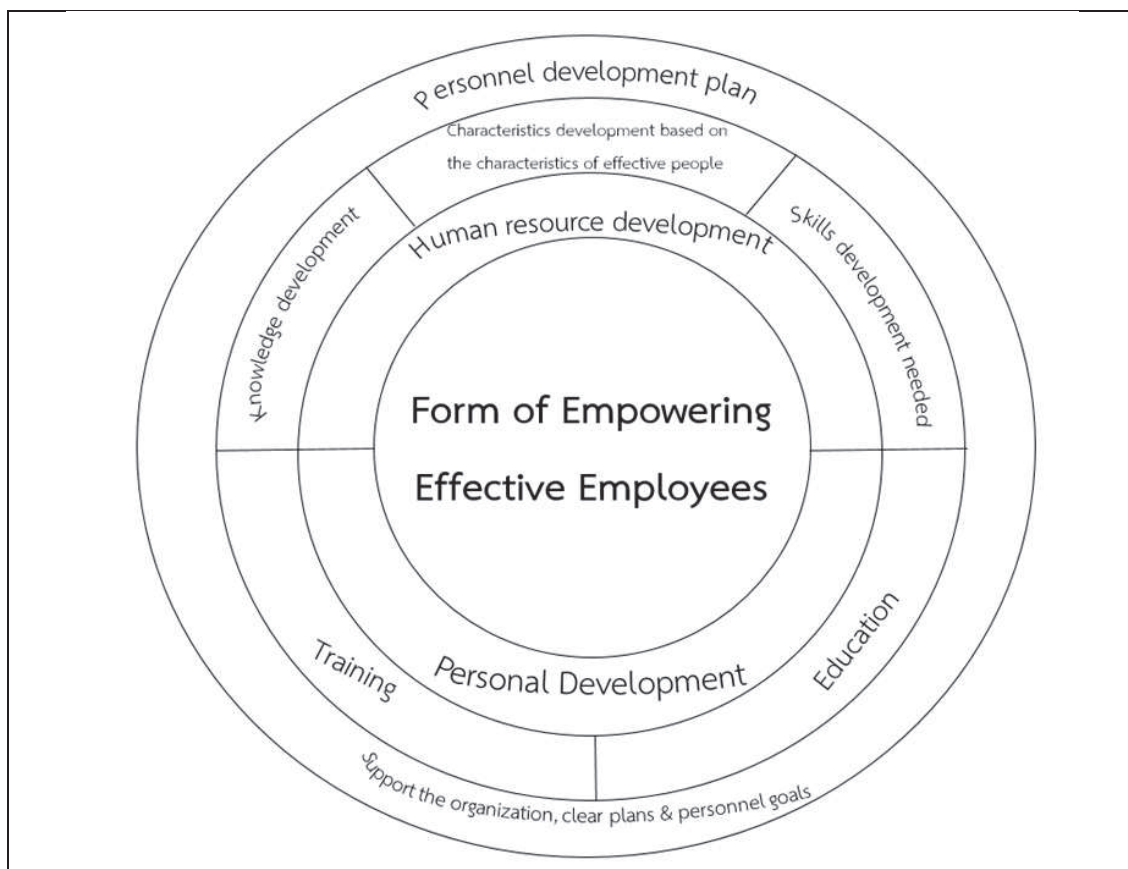 Personnel development plan
Characteristics development based on
the characteristics of effective people
Knowledge development
Skills development needed
Human resource development
Form of Empowering
Effective Employees
Personal Development
Training
Education
Support the organization, clear plans & personnel goals